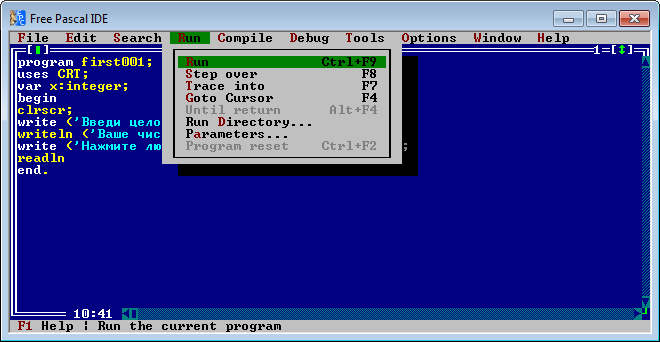 Free Pascal IDE
File Edit Search Run Compile Debug Tools Options Window Help
1
program first001;
uses CRT;
var x:integer;
begin
clrscr;
write ('Введи
writeln ('Ваше
write ('Нажмите ;
readln
end.
Run Ctrl+F9
Step over F8
Trace into F7
Goto Cursor F4
Until return Alt+F4
Run Directory...
Parameters...
Program reset Ctrl+F2
10:41
F1 Help ¦ Run the current program